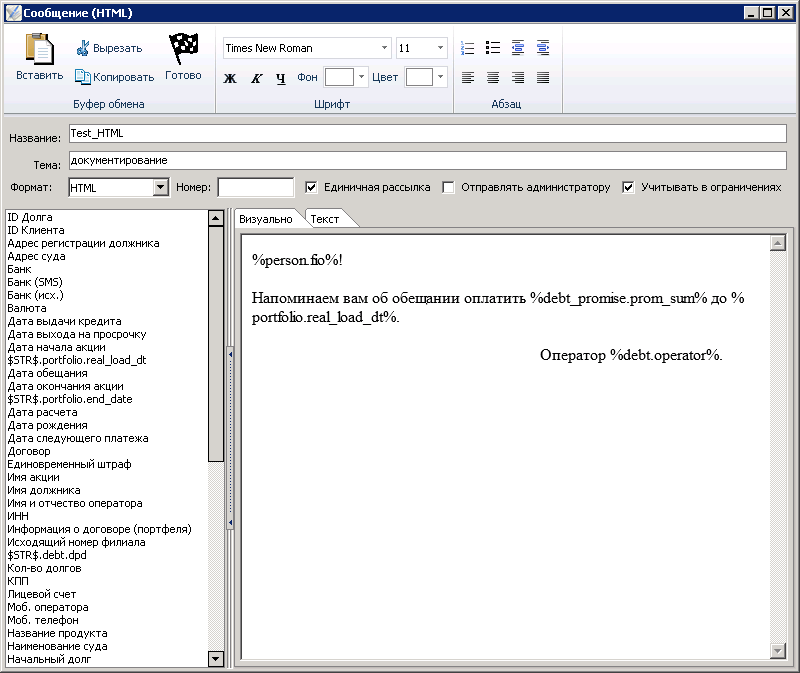 Сообщение (HTML)
Вставить
Вырезать
Копировать
Готово
Буфер обмена
Times New Roman
11
Ж К Ч Фон Цвет
Шрифт
Абзац
Название: Test_HTML
Тема: документирование
Формат: HTML Номер: Единичная рассылка Отправлять администратору Учитывать в ограничениях
ID Долга
ID Клиента
Адрес регистрации должника
Адрес суда
Банк
Банк (SMS)
Банк (исх.)
Валюта
Дата выдачи кредита
Дата выхода на просрочку
Дата начала акции
$STR$.portfolio.real_load_dt
Дата обещания
Дата окончания акции
$STR$.portfolio.end_date
Дата расчета
Дата рождения
Дата следующего платежа
Договор
Единовременный штраф
Имя акции
Имя должника
Имя и отчество оператора
ИНН
Информация о договоре (портфеля)
Исходящий номер филиала
$STR$.debt.dpd
Кол-во долгов
КПП
Лицевой счет
Моб. оператора
Моб. телефон
Название продукта
Наименование суда
Начальный долг
Визуально Текст
%person.fio%!
Напоминаем вам об обещании оплатить %debt_promise.prom_sum% до %
portfolio.real_load_dt%.
Оператор %debt.operator%.